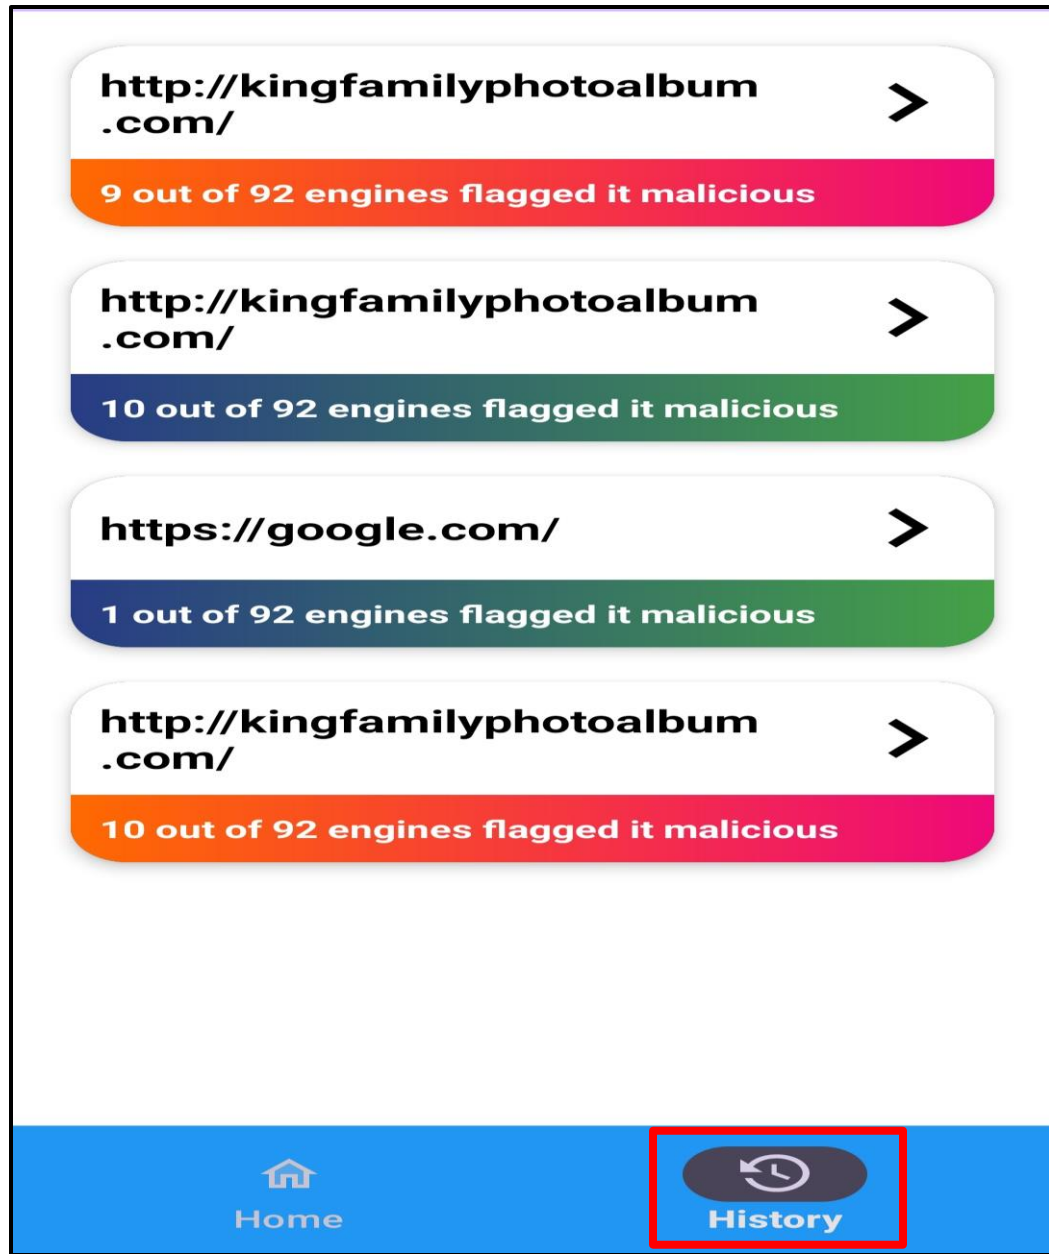 http://kingfamilyphotoalbum
.com/
9 out of 92 engines flagged it malicious
http://kingfamilyphotoalbum
.com/
10 out of 92 engines flagged it malicious
https://google.com/
1 out of 92 engines flagged it malicious
http://kingfamilyphotoalbum
.com/
10 out of 92 engines flagged it malicious
Home
History